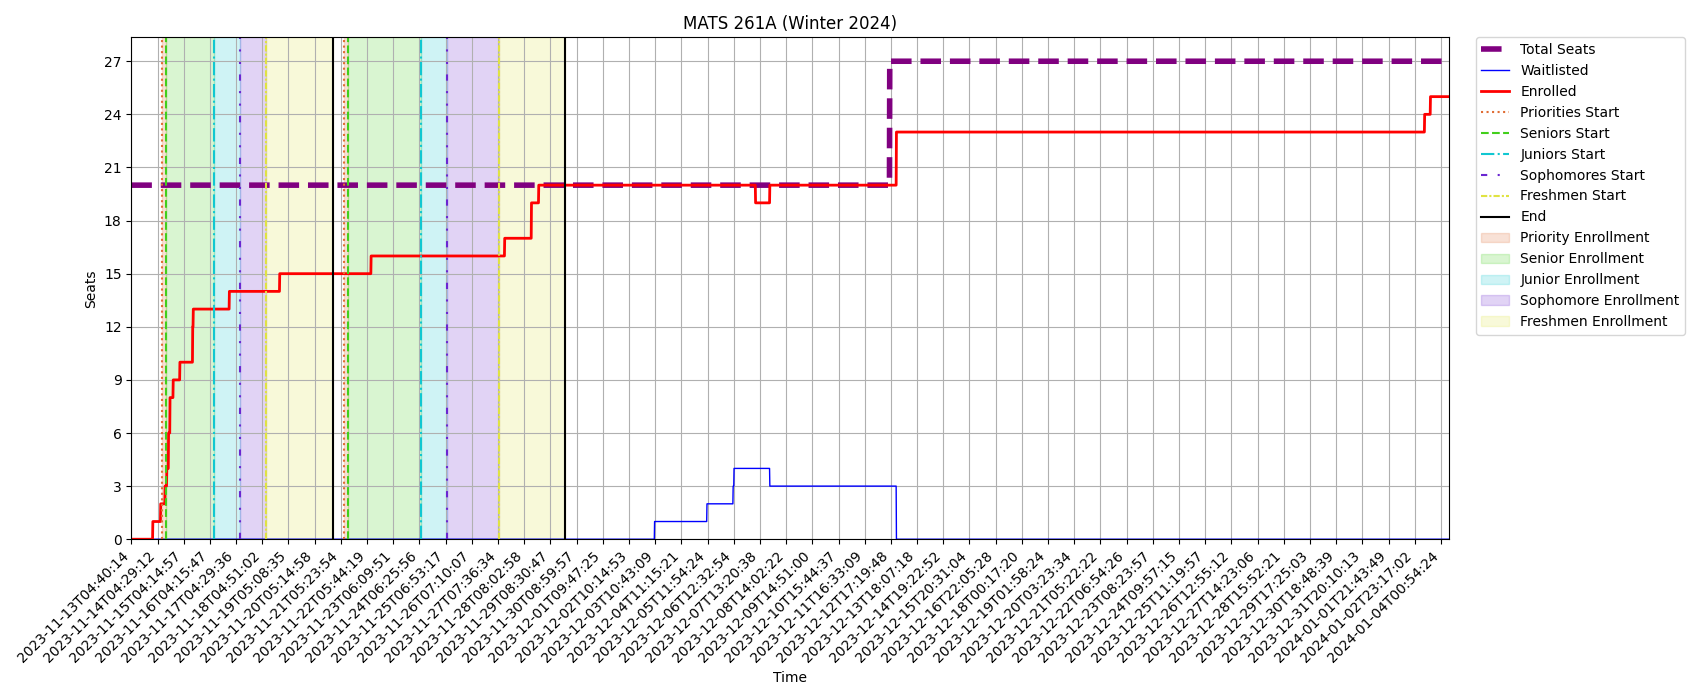 MATS 261A (Winter 2024)
27
24
21
18
15
12
9
6
3
0
Seats
2023-11-13T04:40:14
2023-11-14T04:29:12
2023-11-15T04:14:57
2023-11-16T04:15:47
2023-11-17T04:29:36
2023-11-18T04:51:02
2023-11-19T05:08:35
2023-11-20T05:14:58
2023-11-21T05:23:54
2023-11-22T05:44:19
2023-11-23T06:09:51
2023-11-24T06:25:56
2023-11-25T06:53:17
2023-11-26T07:10:07
2023-11-27T07:36:34
2023-11-28T08:02:58
2023-11-29T08:30:47
2023-11-30T08:59:57
2023-12-01T09:47:25
2023-12-02T10:14:53
2023-12-03T10:43:09
2023-12-04T11:15:21
2023-12-05T11:54:24
2023-12-06T12:32:54
2023-12-07T13:20:38
2023-12-08T14:02:22
2023-12-09T14:51:00
2023-12-10T15:44:37
2023-12-11T16:33:09
2023-12-12T17:19:48
2023-12-13T18:07:18
2023-12-14T19:22:52
2023-12-15T20:31:04
2023-12-16T22:05:28
2023-12-18T00:17:20
2023-12-19T01:58:24
2023-12-20T03:23:34
2023-12-21T05:22:22
2023-12-22T06:54:26
2023-12-23T08:23:57
2023-12-24T09:57:15
2023-12-25T11:19:57
2023-12-26T12:55:12
2023-12-27T14:23:06
2023-12-28T15:52:21
2023-12-29T17:25:03
2023-12-30T18:48:39
2023-12-31T20:10:13
2024-01-01T21:43:49
2024-01-02T23:17:02
2024-01-04T00:54:24
Time
Total Seats
Waitlisted
Enrolled
Priorities Start
Seniors Start
Juniors Start
Sophomores Start
Freshmen Start
End
Priority Enrollment
Senior Enrollment
Junior Enrollment
Sophomore Enrollment
Freshmen Enrollment